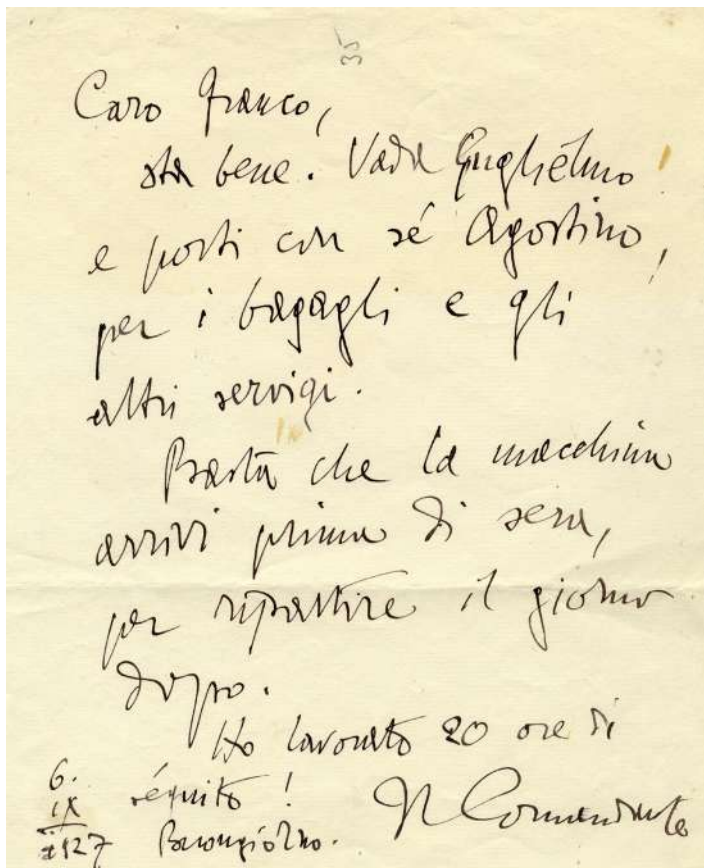 35
Caro Franco,
sta bene. Vada Guglielmo
e porti con sé Agostino,
per i bagagli e gli
altri servigi.
Basta che la macchina
arrivi prima di sera,
per ripartire il giorno
dopo.
Ho lavorato 20 ore di
séguito!
Buongiorno.
Il Comandante
6.
IX
1927